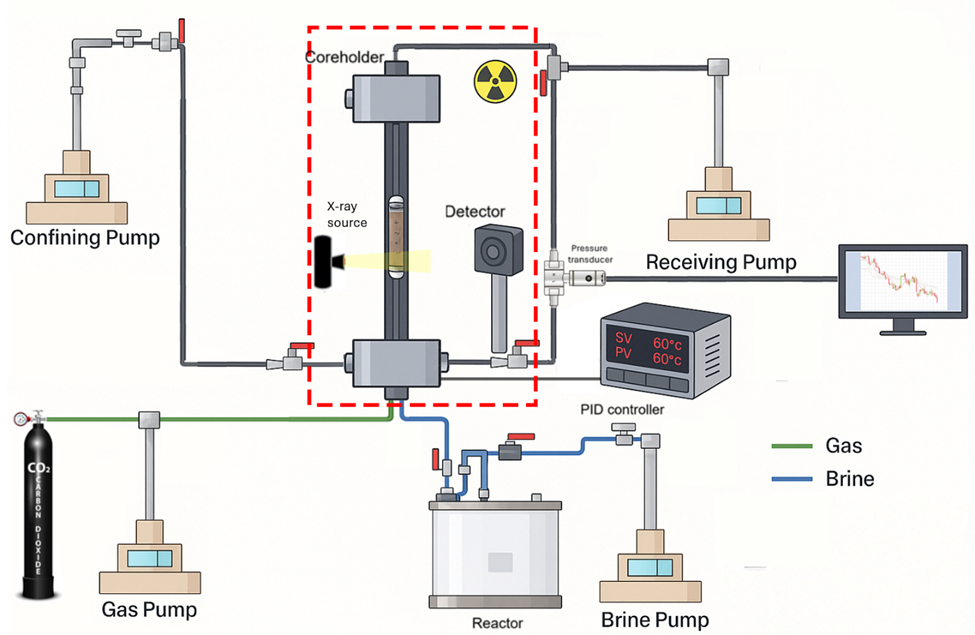 Coreholder
X-ray
source
Detector
Confining Pump
Pressure
transducer
Receiving Pump
SV 60°c
PV 60°c
PID controller
CO₂
CARBON DIOXIDE
Gas
Brine
Gas Pump
Reactor
Brine Pump